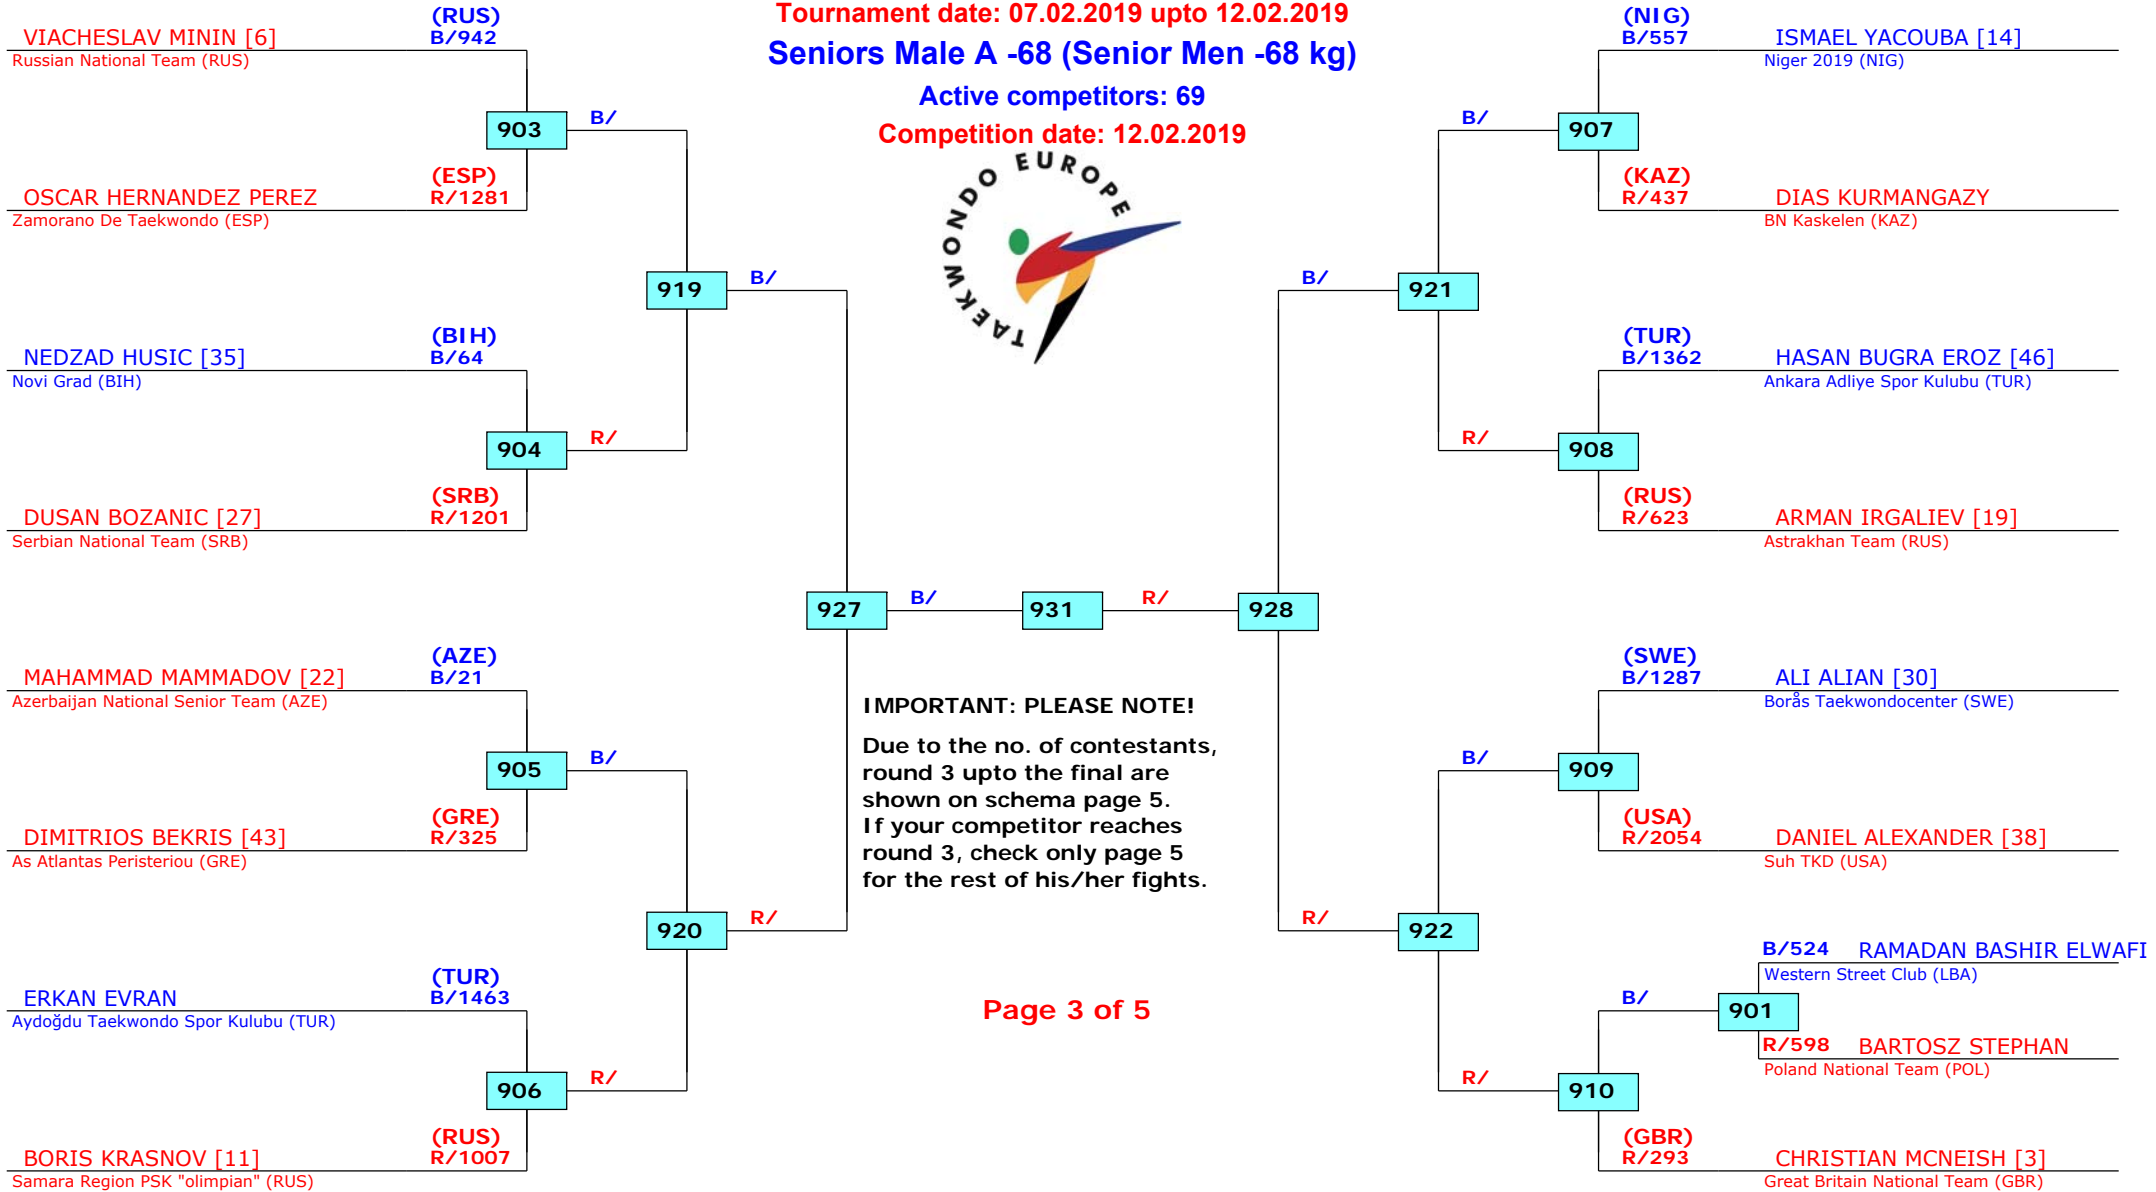 Tournament date: 07.02.2019 upto 12.02.2019
Seniors Male A -68 (Senior Men -68 kg)
Active competitors: 69
Competition date: 12.02.2019
TAEKWONDO EUROPE
(RUS)
VIACHESLAV MININ [6] B/942
Russian National Team (RUS)
903 B/
(ESP)
OSCAR HERNANDEZ PEREZ R/1281
Zamorano De Taekwondo (ESP)
919 B/
(BIH)
NEDZAD HUSIC [35] B/64
Novi Grad (BIH)
904 R/
(SRB)
DUSAN BOZANIC [27] R/1201
Serbian National Team (SRB)
927 B/ 931 R/ 928
(AZE)
MAHAMMAD MAMMADOV [22] B/21
Azerbaijan National Senior Team (AZE)
905 B/
(GRE)
DIMITRIOS BEKRIS [43] R/325
As Atlantas Peristeriou (GRE)
920 R/
(TUR)
ERKAN EVRAN B/1463
Aydoğdu Taekwondo Spor Kulubu (TUR)
906 R/
(RUS)
BORIS KRASNOV [11] R/1007
Samara Region PSK "olimpian" (RUS)
IMPORTANT: PLEASE NOTE!
Due to the no. of contestants,
round 3 upto the final are
shown on schema page 5.
If your competitor reaches
round 3, check only page 5
for the rest of his/her fights.
Page 3 of 5
(NIG)
B/557 ISMAEL YACOUBA [14]
Niger 2019 (NIG)
B/ 907
(KAZ)
R/437 DIAS KURMANGAZY
BN Kaskelen (KAZ)
B/ 921
(TUR)
B/1362 HASAN BUGRA EROZ [46]
Ankara Adliye Spor Kulubu (TUR)
R/ 908
(RUS)
R/623 ARMAN IRGALIEV [19]
Astrakhan Team (RUS)
(SWE)
B/1287 ALI ALIAN [30]
Borås Taekwondocenter (SWE)
B/ 909
(USA)
R/2054 DANIEL ALEXANDER [38]
Suh TKD (USA)
R/ 922
B/524 RAMADAN BASHIR ELWAFI
Western Street Club (LBA)
B/ 901
R/598 BARTOSZ STEPHAN
Poland National Team (POL)
R/ 910
(GBR)
R/293 CHRISTIAN MCNEISH [3]
Great Britain National Team (GBR)